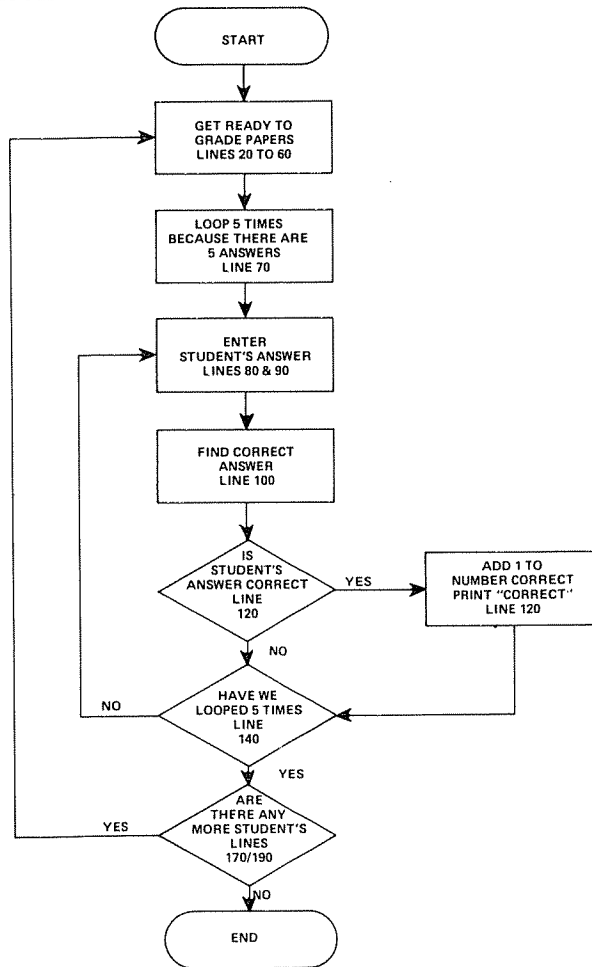 START
GET READY TO
GRADE PAPERS
LINES 20 TO 60
LOOP 5 TIMES
BECAUSE THERE ARE
5 ANSWERS
LINE 70
ENTER
STUDENT'S ANSWER
LINES 80 & 90
FIND CORRECT
ANSWER
LINE 100
IS
STUDENT'S
ANSWER CORRECT
LINE
120
YES
ADD 1 TO
NUMBER CORRECT
PRINT "CORRECT"
LINE 120
NO
HAVE WE
LOOPED 5 TIMES
LINE
140
NO
YES
ARE
THERE ANY
MORE STUDENT'S
LINES
170/190
YES
NO
END